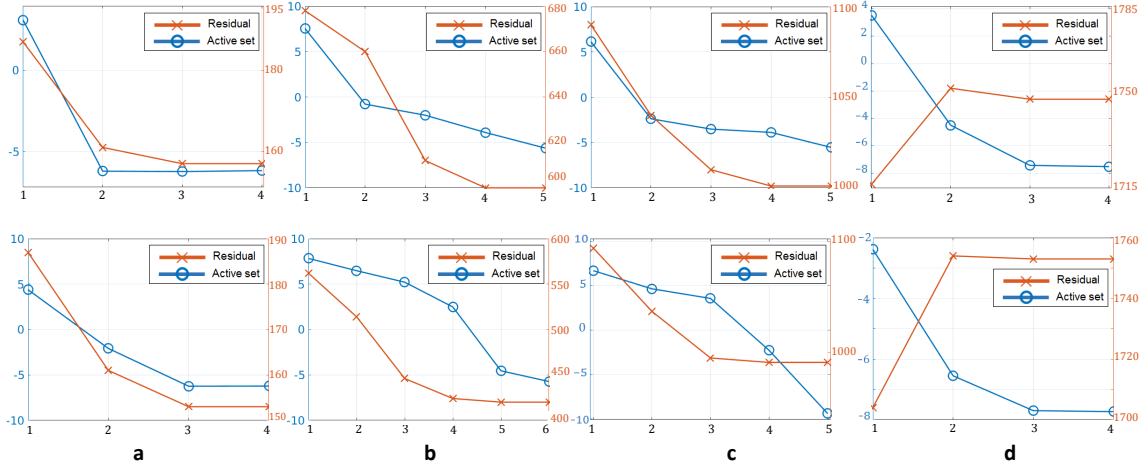 0
-5
Residual
Active set
195
180
160
1 2 3 4
10
5
0
-5
-10
Residual
Active set
680
660
640
620
600
1 2 3 4 5
10
5
0
-5
-10
Residual
Active set
1100
1050
1000
1 2 3 4 5
4
2
0
-2
-4
-6
-8
Residual
Active set
1785
1750
1715
1 2 3 4
10
5
0
-5
-10
Residual
Active set
190
180
170
160
150
1 2 3 4
a
10
5
0
-5
-10
Residual
Active set
600
500
450
400
1 2 3 4 5 6
b
10
5
0
-5
-10
Residual
Active set
1100
1000
1 2 3 4 5
c
-2
-4
-6
-8
Residual
Active set
1760
1740
1720
1700
1 2 3 4
d